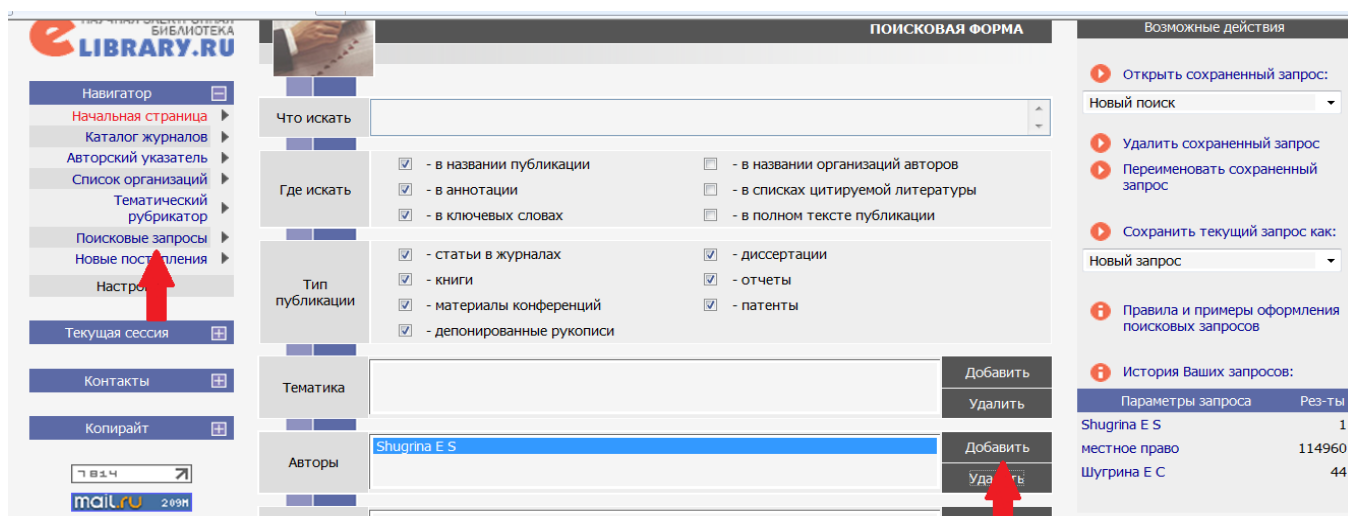 НАУЧНАЯ ЭЛЕКТРОННАЯ
БИБЛИОТЕКА
eLIBRARY.RU
Навигатор
Начальная страница
Каталог журналов
Авторский указатель
Список организаций
Тематический
рубрикатор
Поисковые запросы
Новые поступления
Текущая сессия
Контакты
Копирайт
7814
mail.ru 209M
ПОИСКОВАЯ ФОРМА
Что искать
Где искать
- в названии публикации
- в названии организаций авторов
- в аннотации
- в списках цитируемой литературы
- в ключевых словах
- в полном тексте публикации
Тип
публикации
- статьи в журналах
- диссертации
- книги
- отчеты
- материалы конференций
- патенты
- депонированные рукописи
Тематика
Добавить
Удалить
Авторы
Shugrina E S
Добавить
Удалить
Возможные действия
Открыть сохраненный запрос:
Новый поиск
Удалить сохраненный запрос
Переименовать сохраненный
запрос
Сохранить текущий запрос как:
Новый запрос
Правила и примеры оформления
поисковых запросов
История Ваших запросов:
Параметры запроса Рез-ты
Shugrina E S 1
местное право 114960
Шугрина Е С 44